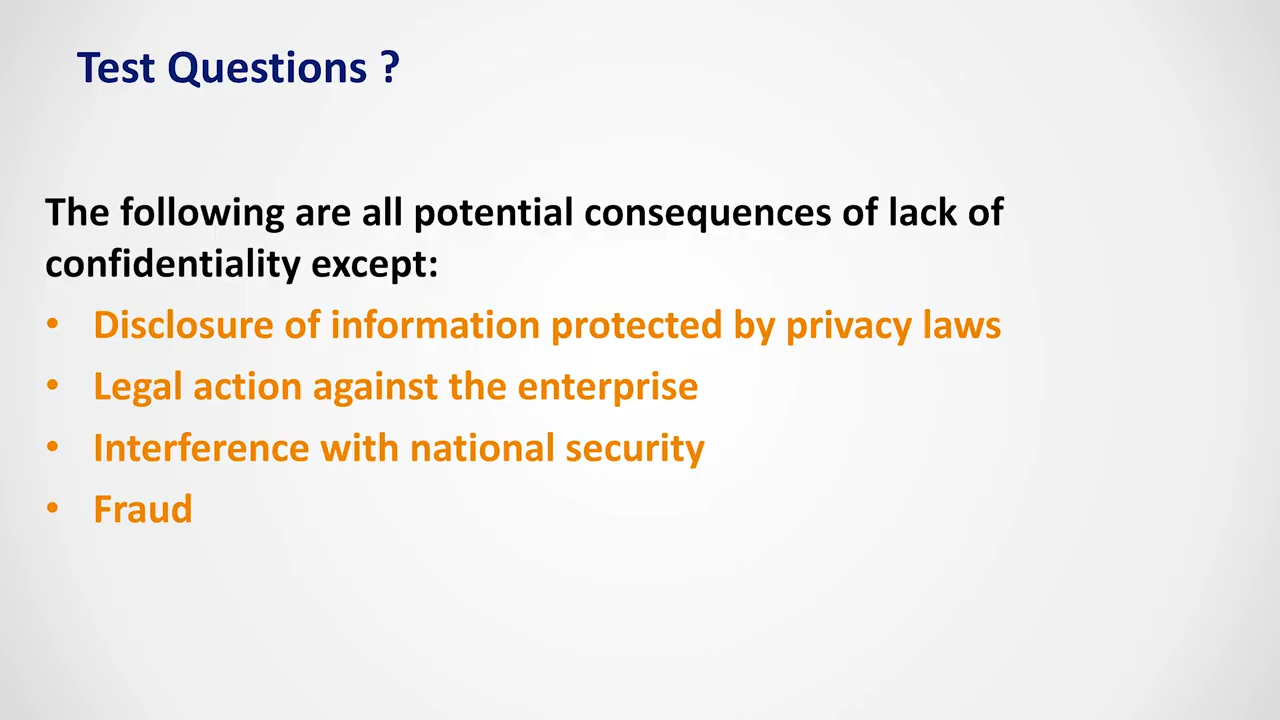 Test Questions ?
The following are all potential consequences of lack of
confidentiality except:
• Disclosure of information protected by privacy laws
• Legal action against the enterprise
• Interference with national security
• Fraud